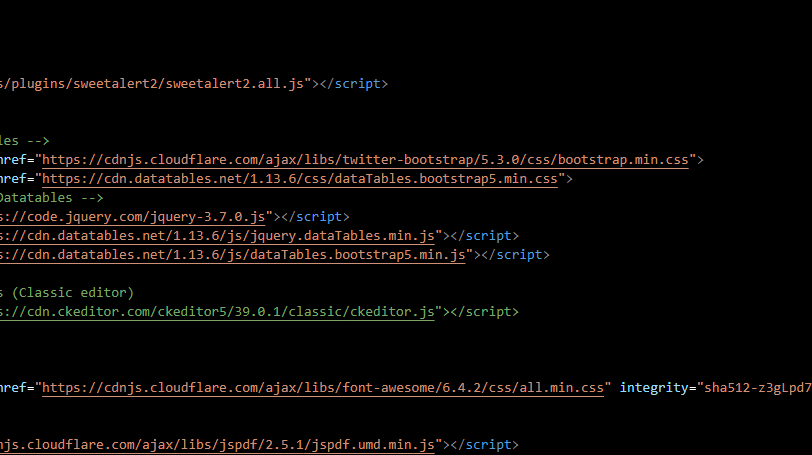 s/plugins/sweetalert2/sweetalert2.all.js"></script>
les -->
href="https://cdnjs.cloudflare.com/ajax/libs/twitter-bootstrap/5.3.0/css/bootstrap.min.css">
href="https://cdn.datatables.net/1.13.6/css/dataTables.bootstrap5.min.css">
Datatables -->
s://code.jquery.com/jquery-3.7.0.js"></script>
s://cdn.datatables.net/1.13.6/js/jquery.dataTables.min.js"></script>
s://cdn.datatables.net/1.13.6/js/dataTables.bootstrap5.min.js"></script>
s (Classic editor)
s://cdn.ckeditor.com/ckeditor5/39.0.1/classic/ckeditor.js"></script>
href="https://cdnjs.cloudflare.com/ajax/libs/font-awesome/6.4.2/css/all.min.css" integrity="sha512-z3gLpd7
njs.cloudflare.com/ajax/libs/jspdf/2.5.1/jspdf.umd.min.js"></script>